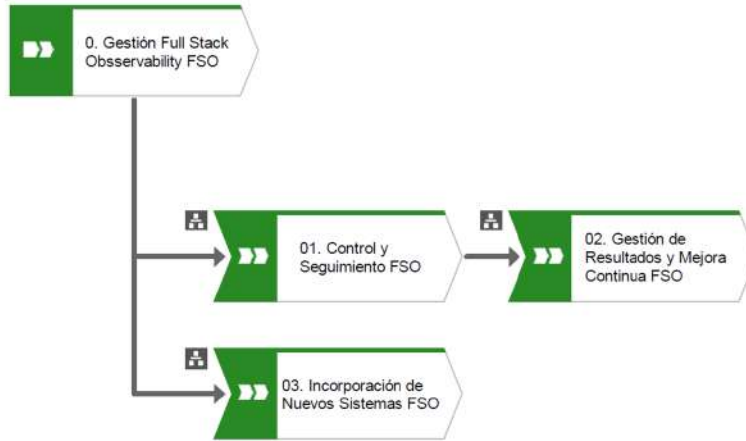 0. Gestión Full Stack
Obsservability FSO
01. Control y
Seguimiento FSO
02. Gestión de
Resultados y Mejora
Continua FSO
03. Incorporación de
Nuevos Sistemas FSO